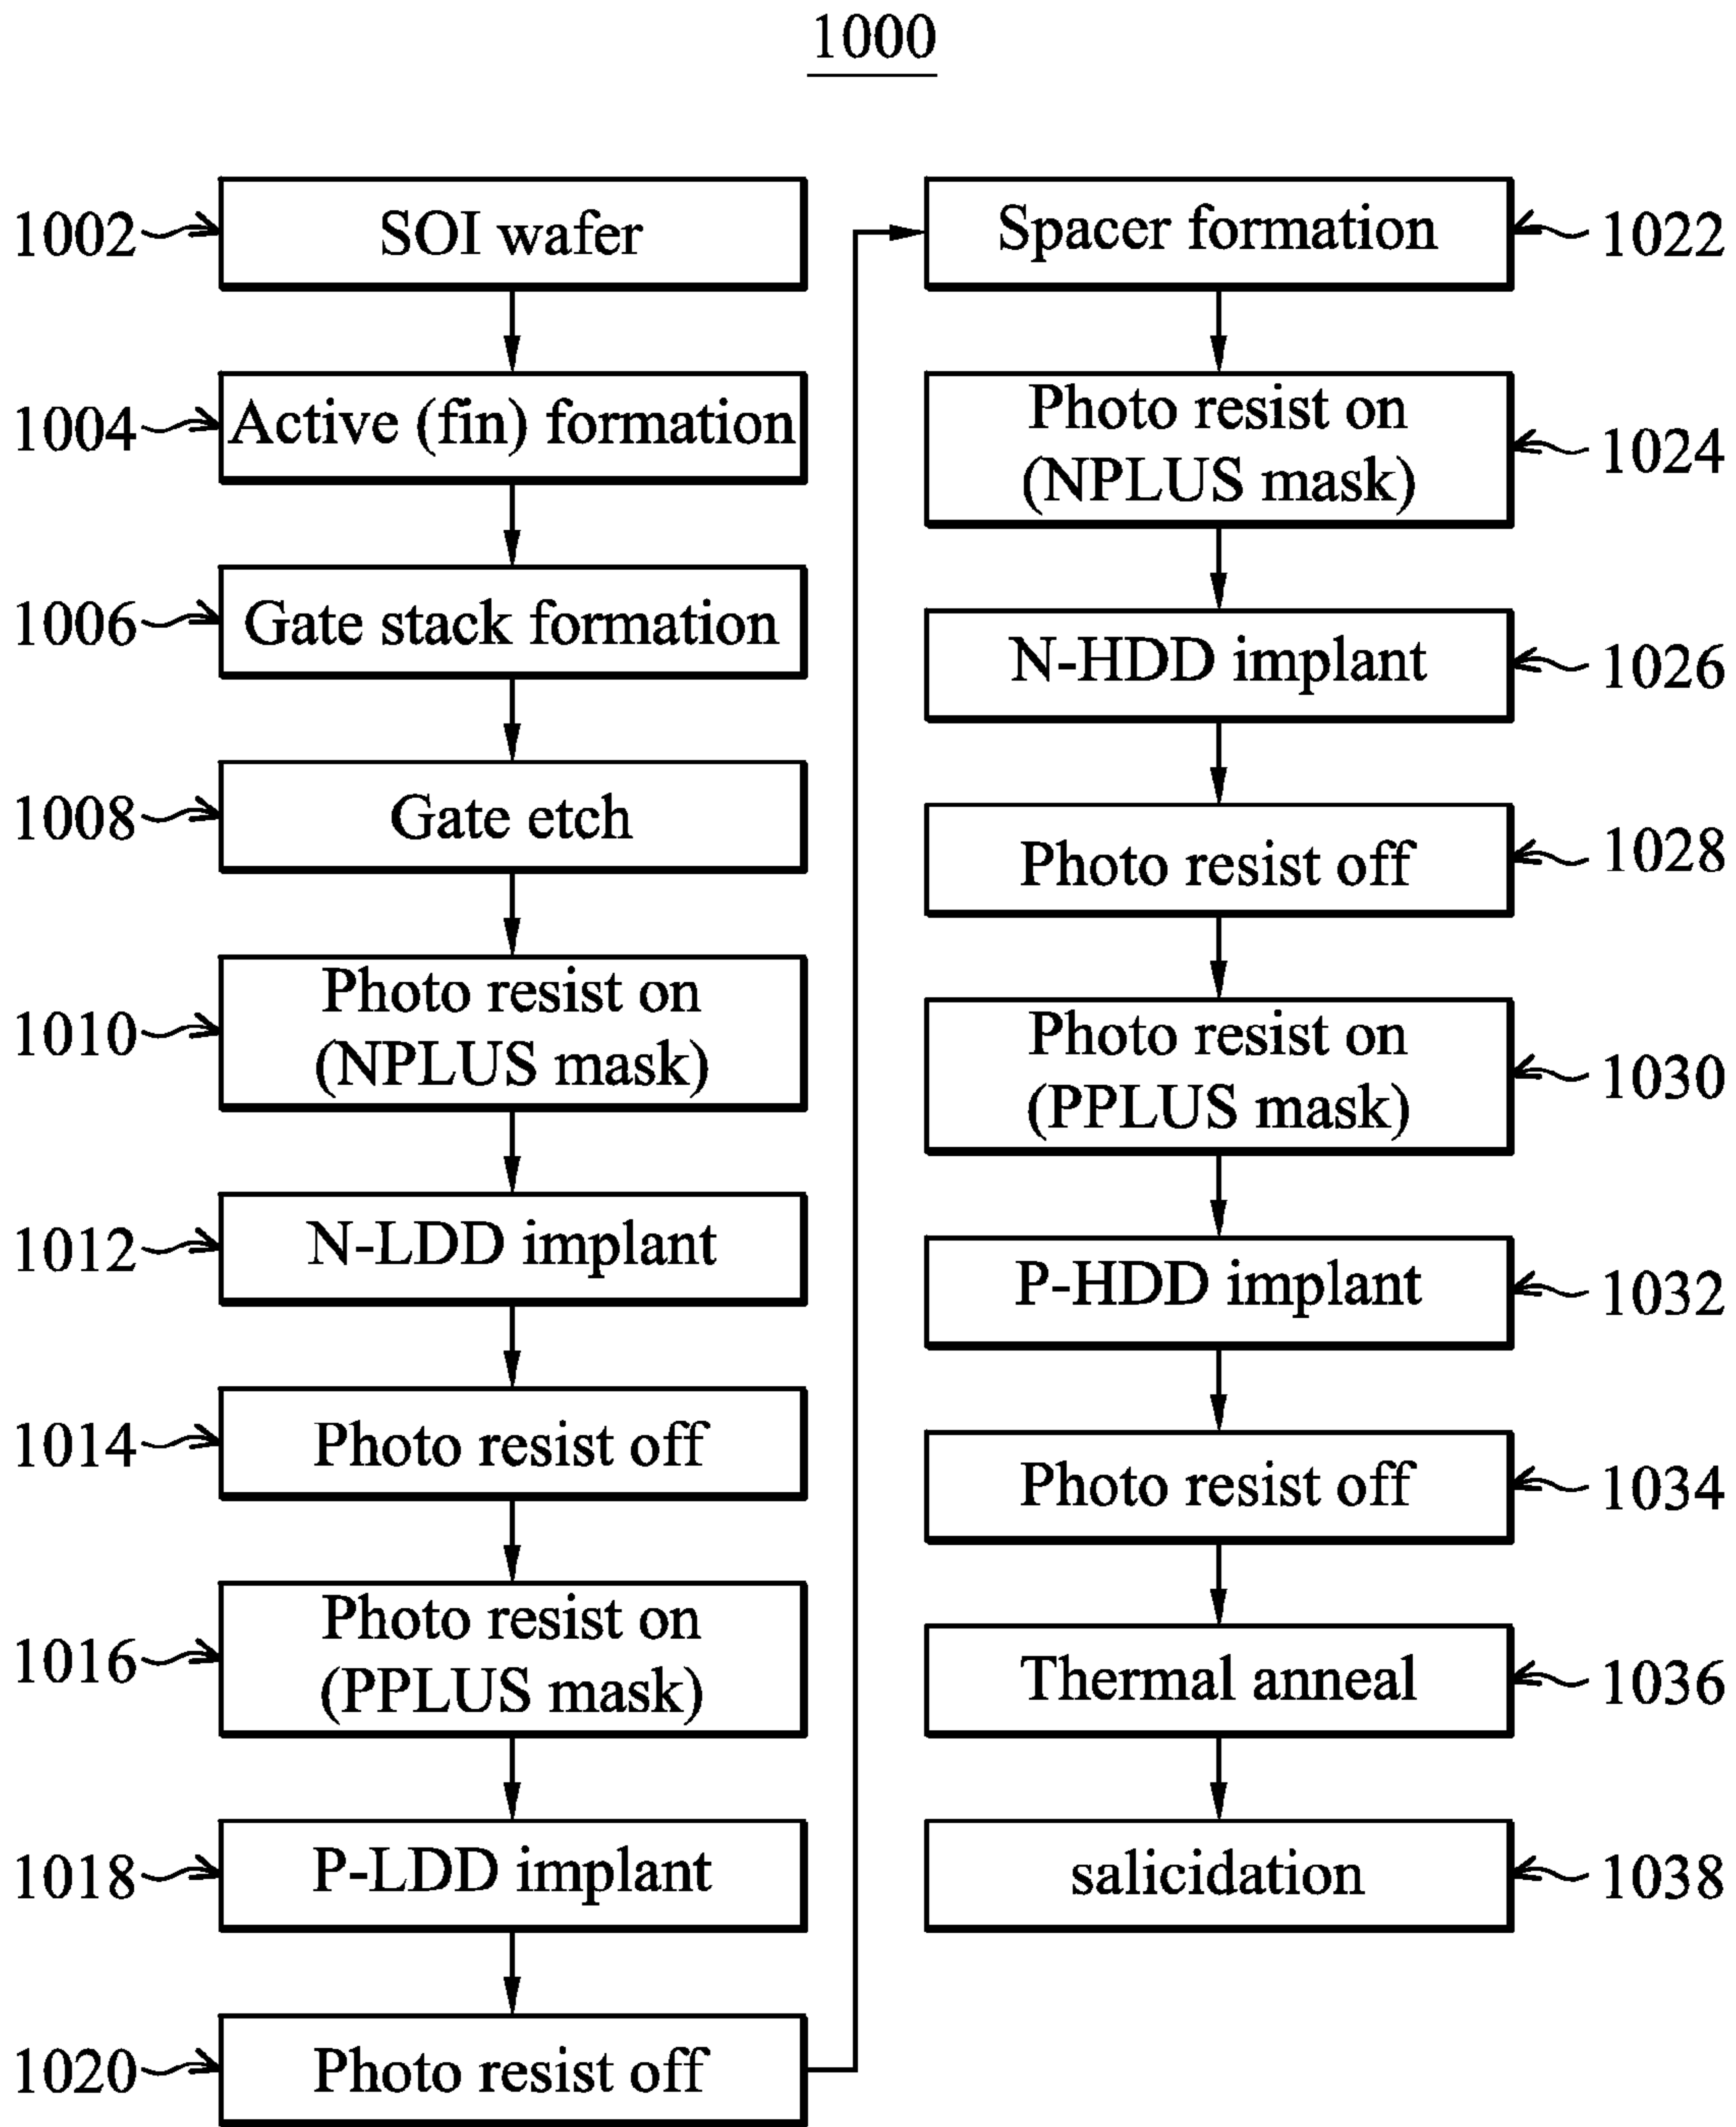 1000
1002
SOI wafer
1004
Active (fin) formation
1006
Gate stack formation
1008
Gate etch
1010
Photo resist on
(NPLUS mask)
1012
N-LDD implant
1014
Photo resist off
1016
Photo resist on
(PPLUS mask)
1018
P-LDD implant
1020
Photo resist off
Spacer formation
1022
Photo resist on
(NPLUS mask)
1024
N-HDD implant
1026
Photo resist off
1028
Photo resist on
(PPLUS mask)
1030
P-HDD implant
1032
Photo resist off
1034
Thermal anneal
1036
salicidation
1038